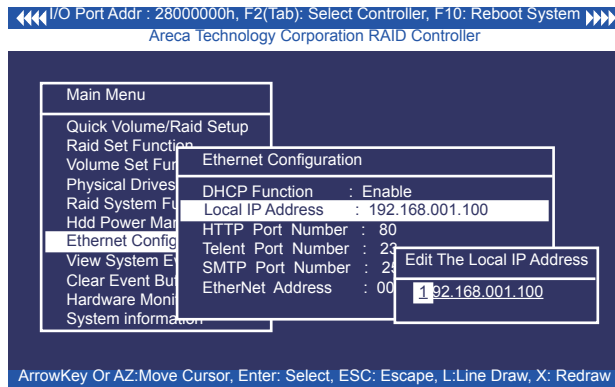 I/O Port Addr : 28000000h, F2(Tab): Select Controller, F10: Reboot System
Areca Technology Corporation RAID Controller
Main Menu
Quick Volume/Raid Setup
Raid Set Function
Volume Set Fun
Physical Drives
Raid System Fu
Hdd Power Man
Ethernet Config
View System Ev
Clear Event Buf
Hardware Moni
System information
Ethernet Configuration
DHCP Function : Enable
Local IP Address : 192.168.001.100
HTTP Port Number : 80
Telent Port Number : 23
SMTP Port Number : 25
EtherNet Address : 00
Edit The Local IP Address
192.168.001.100
ArrowKey Or AZ:Move Cursor, Enter: Select, ESC: Escape, L:Line Draw, X: Redraw